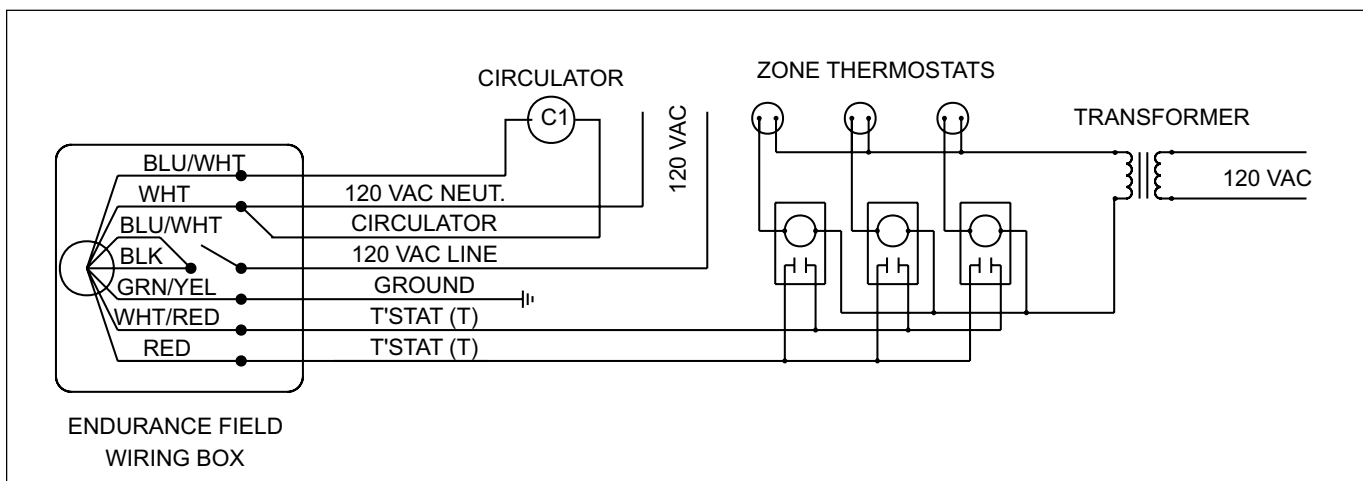 CIRCULATOR
C1
ZONE THERMOSTATS
TRANSFORMER
120 VAC
120 VAC
BLU/WHT
WHT
120 VAC NEUT.
BLU/WHT
CIRCULATOR
BLK
120 VAC LINE
GRN/YEL
GROUND
WHT/RED
T'STAT (T)
RED
T'STAT (T)
ENDURANCE FIELD
WIRING BOX